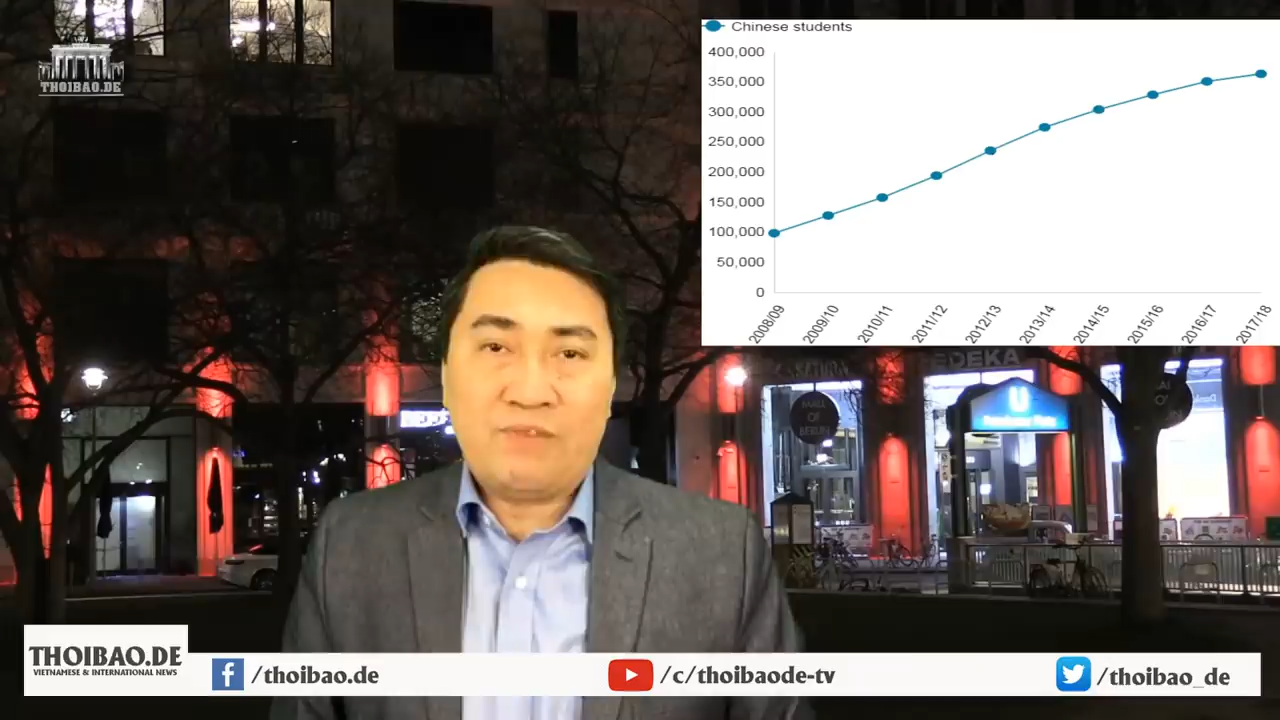 THOIBAO.DE
Chinese students
400,000
350,000
300,000
250,000
200,000
150,000
100,000
50,000
0
2008/09
2009/10
2010/11
2011/12
2012/13
2013/14
2014/15
2015/16
2016/17
2017/18
EDEKA
U
MALL
OF
BERLIN
THOIBAO.DE
VIETNAMESE & INTERNATIONAL NEWS
/thoibao.de
/c/thoibaode-tv
/thoibao_de